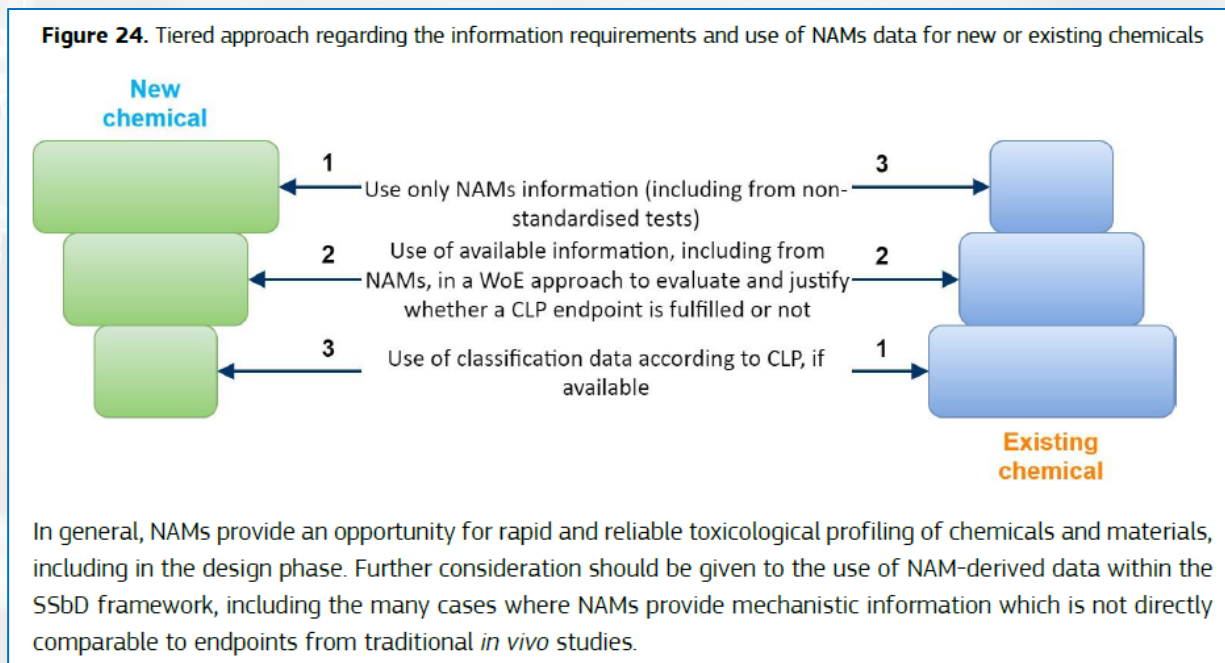 Figure 24. Tiered approach regarding the information requirements and use of NAMs data for new or existing chemicals
New
chemical
1
3
Use only NAMs information (including from non-
standardised tests)
2
Use of available information, including from
2
NAMs, in a WoE approach to evaluate and justify
whether a CLP endpoint is fulfilled or not
3
Use of classification data according to CLP, if
1
available
Existing
chemical
In general, NAMs provide an opportunity for rapid and reliable toxicological profiling of chemicals and materials,
including in the design phase. Further consideration should be given to the use of NAM-derived data within the
SSbD framework, including the many cases where NAMs provide mechanistic information which is not directly
comparable to endpoints from traditional in vivo studies.